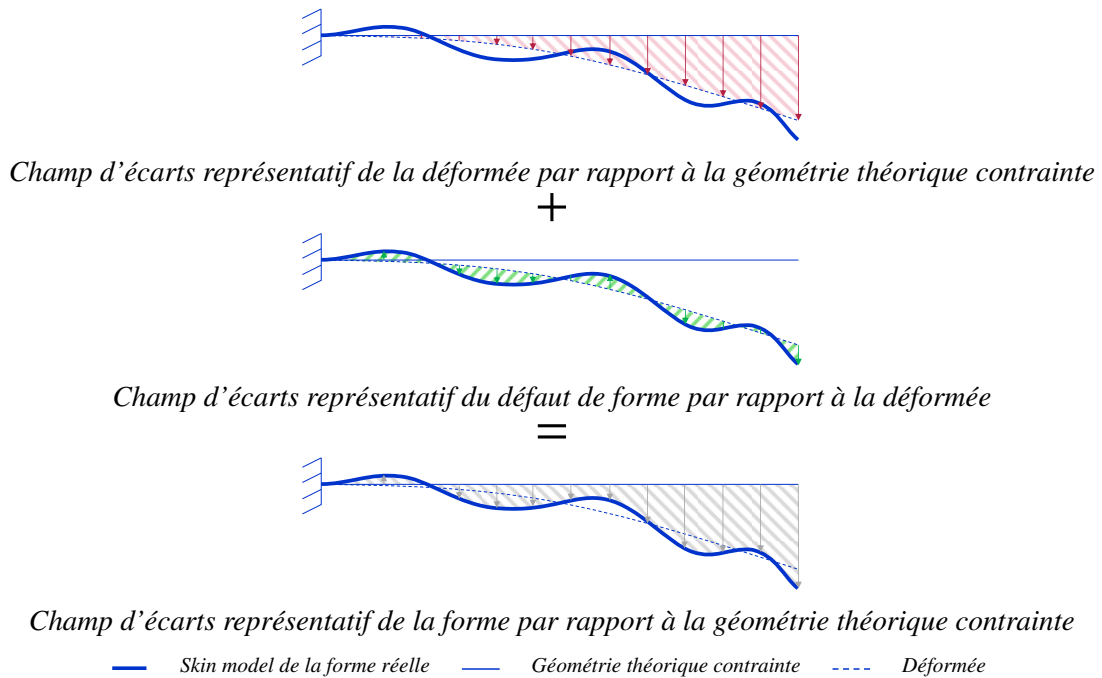 Champ d'écarts représentatif de la déformée par rapport à la géométrie théorique contrainte
+
Champ d'écarts représentatif du défaut de forme par rapport à la déformée
=
Champ d'écarts représentatif de la forme par rapport à la géométrie théorique contrainte
Skin model de la forme réelle Géométrie théorique contrainte Déformée